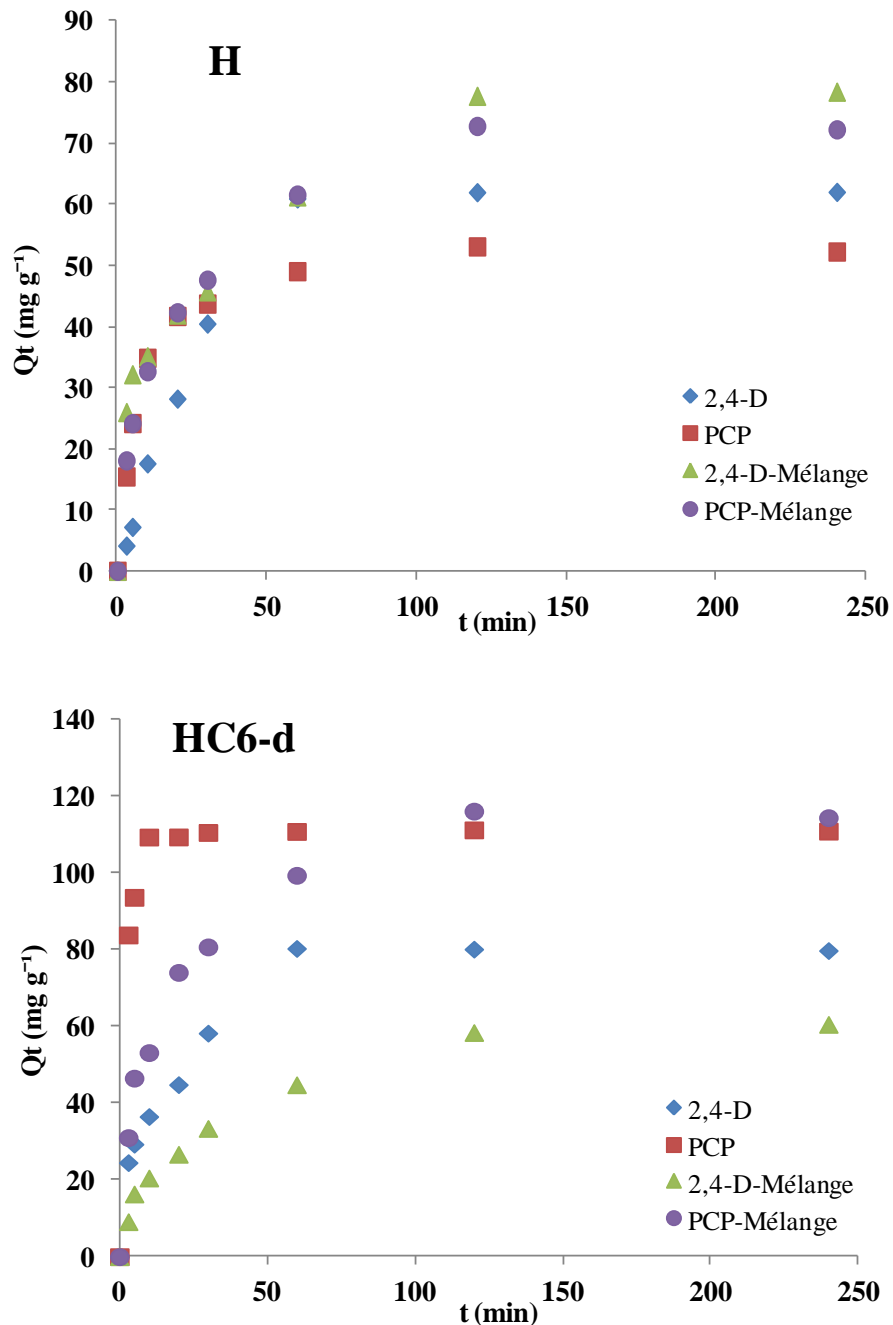 H
90
80
70
60
50
40
30
20
10
0
Qt (mg g⁻¹)
2,4-D
PCP
2,4-D-Mélange
PCP-Mélange
0 50 100 150 200 250
t (min)
HC6-d
140
120
100
80
60
40
20
0
Qt (mg g⁻¹)
2,4-D
PCP
2,4-D-Mélange
PCP-Mélange
0 50 100 150 200 250
t (min)